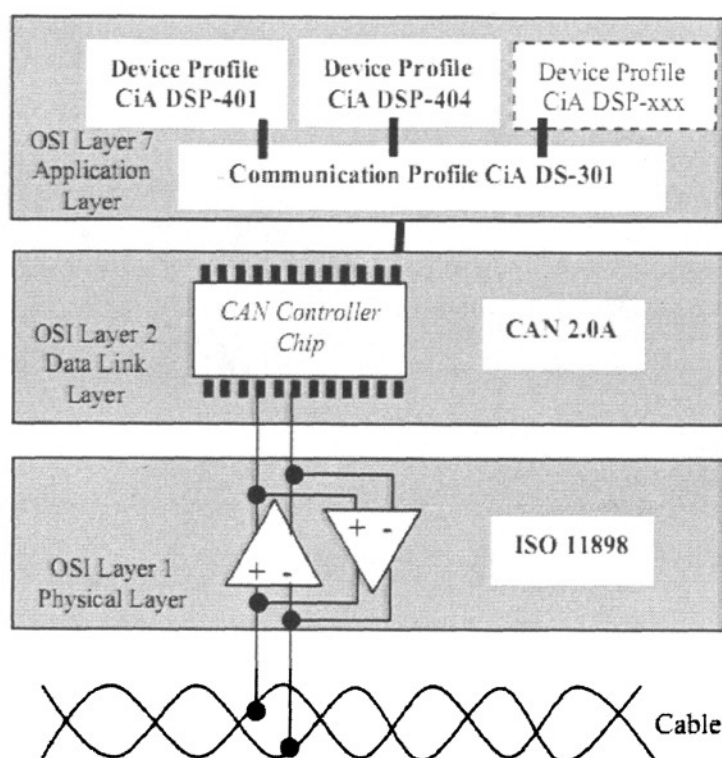 Device Profile
CiA DSP-401
Device Profile
CiA DSP-404
Device Profile
CiA DSP-xxx
OSI Layer 7
Application
Layer
Communication Profile CiA DS-301
OSI Layer 2
Data Link
Layer
CAN Controller
Chip
CAN 2.0A
OSI Layer 1
Physical Layer
+ -
+ -
ISO 11898
Cable